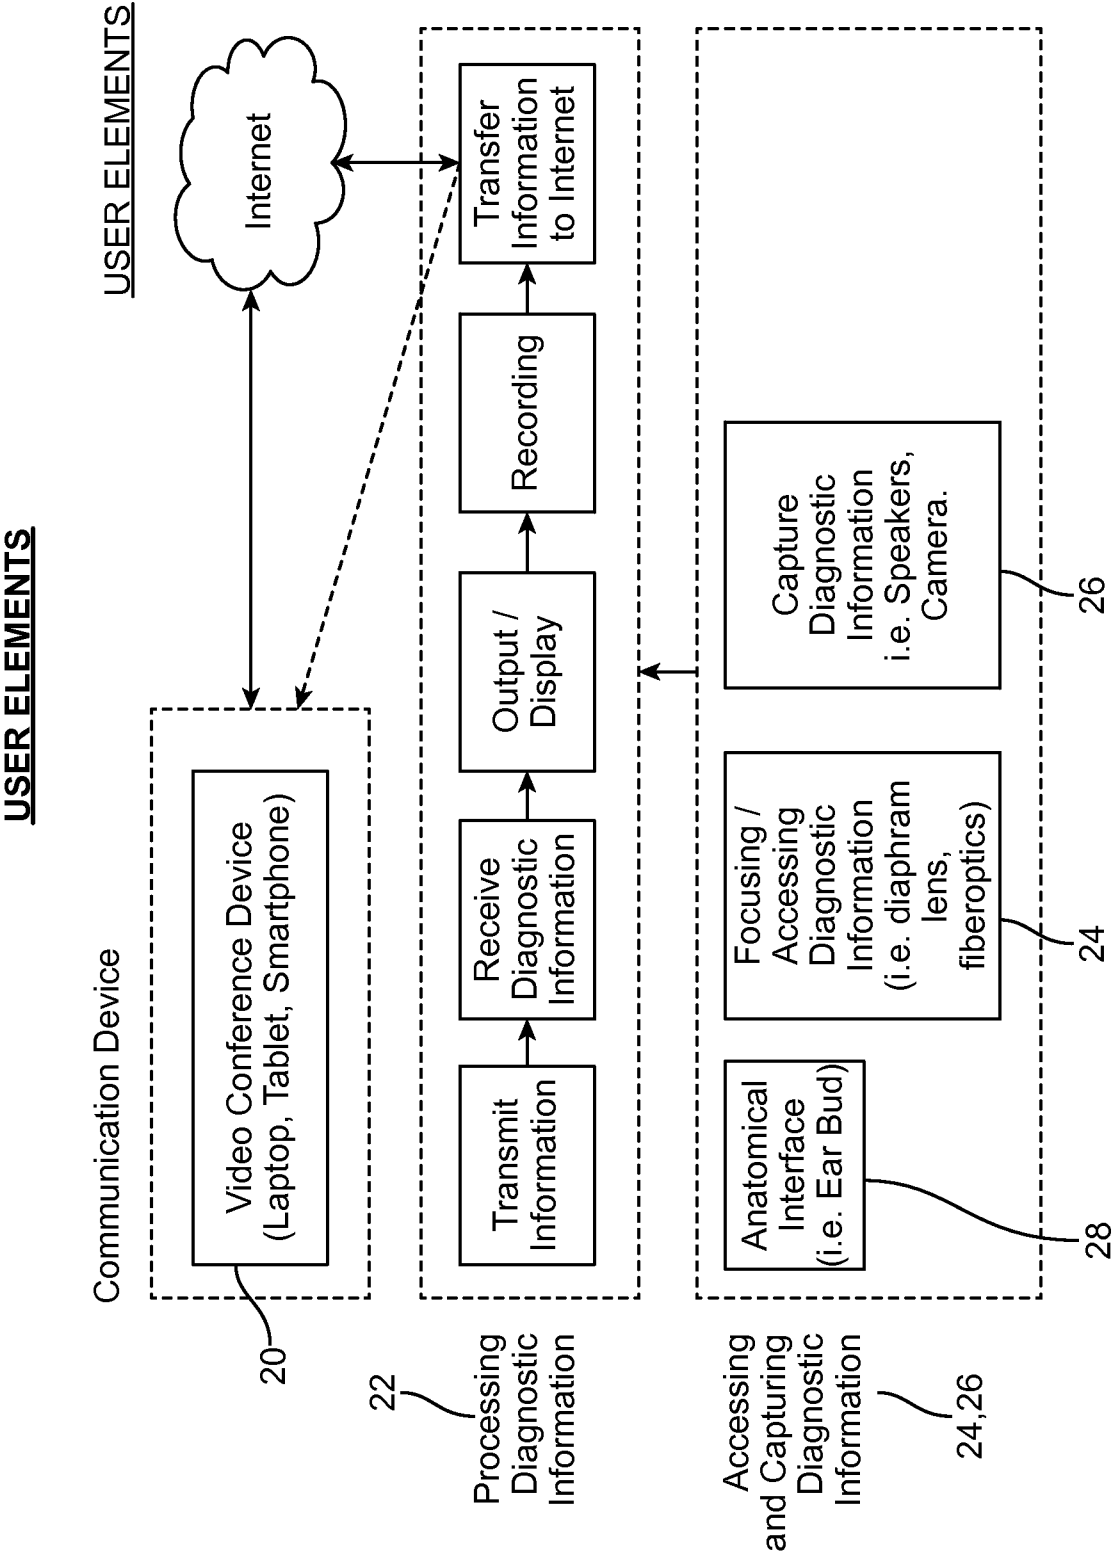 USER ELEMENTS
USER ELEMENTS
Communication Device
Video Conference Device
(Laptop, Tablet, Smartphone)
20
Internet
22
Processing
Diagnostic
Information
Transmit
Information
Receive
Diagnostic
Information
Output /
Display
Recording
Transfer
Information
to Internet
Accessing
and Capturing
Diagnostic
Information
24,26
Anatomical
Interface
(i.e. Ear Bud)
28
Focusing /
Accessing
Diagnostic
Information
(i.e. diaphram
lens,
fiberoptics)
24
Capture
Diagnostic
Information
i.e. Speakers,
Camera.
26